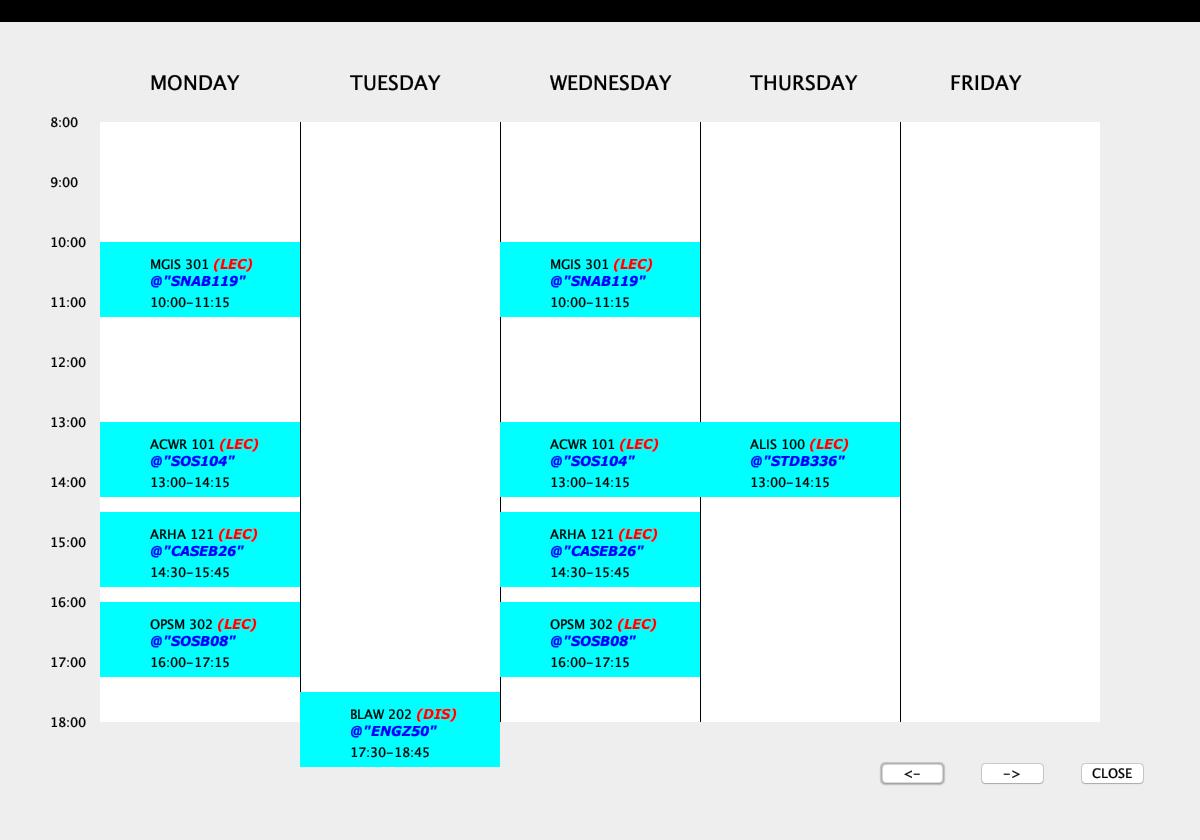 MONDAY TUESDAY WEDNESDAY THURSDAY FRIDAY
8:00
9:00
10:00
11:00
12:00
13:00
14:00
15:00
16:00
17:00
18:00
MGIS 301 (LEC)
@"SNAB119"
10:00-11:15
ACWR 101 (LEC)
@"SOS104"
13:00-14:15
ARHA 121 (LEC)
@"CASEB26"
14:30-15:45
OPSM 302 (LEC)
@"SOSB08"
16:00-17:15
BLAW 202 (DIS)
@"ENGZ50"
17:30-18:45
MGIS 301 (LEC)
@"SNAB119"
10:00-11:15
ACWR 101 (LEC)
@"SOS104"
13:00-14:15
ARHA 121 (LEC)
@"CASEB26"
14:30-15:45
OPSM 302 (LEC)
@"SOSB08"
16:00-17:15
ALIS 100 (LEC)
@"STDB336"
13:00-14:15
<- -> CLOSE